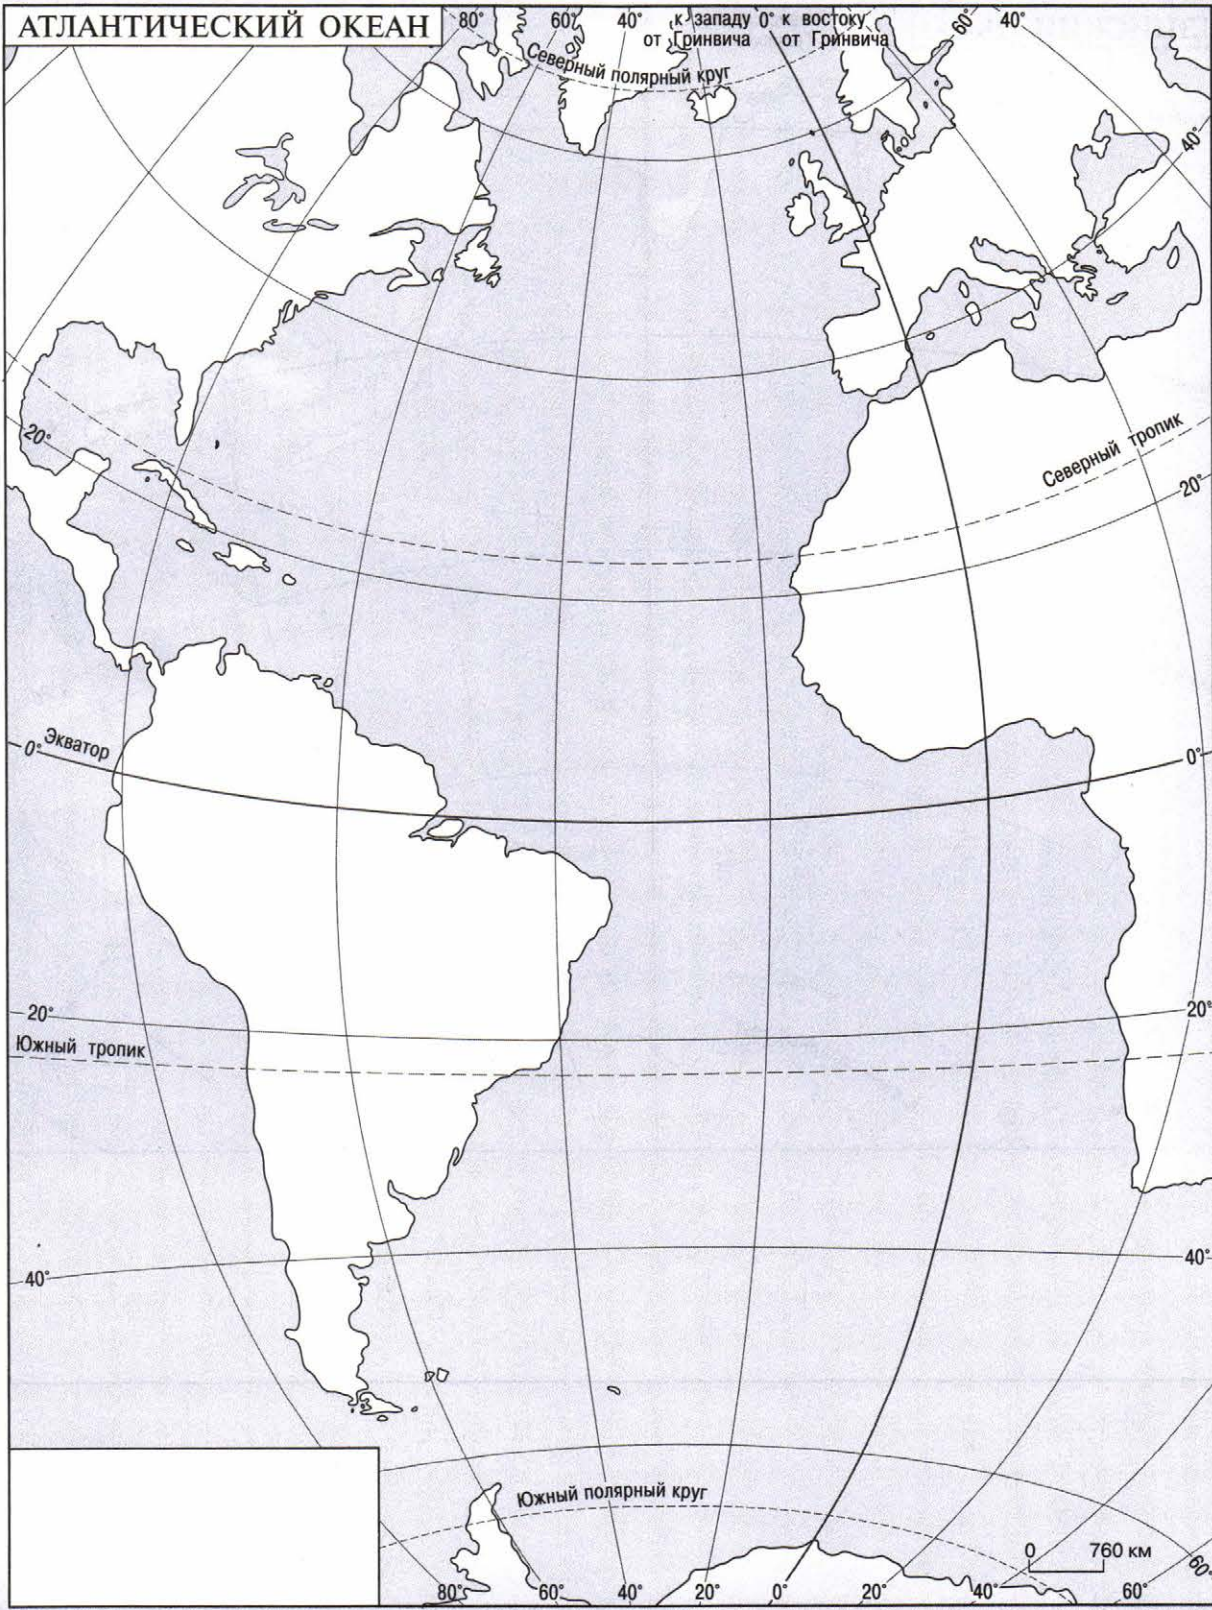 АТЛАНТИЧЕСКИЙ ОКЕАН
80° 60° 40° к западу 0° к востоку 60° 40°
от Гринвича от Гринвича
Северный полярный круг
40°
Северный тропик
20°
20°
Экватор
0°
0°
20°
20°
Южный тропик
40°
40°
Южный полярный круг
0 760 км
60°
80° 60° 40° 20° 0° 20° 40° 60°